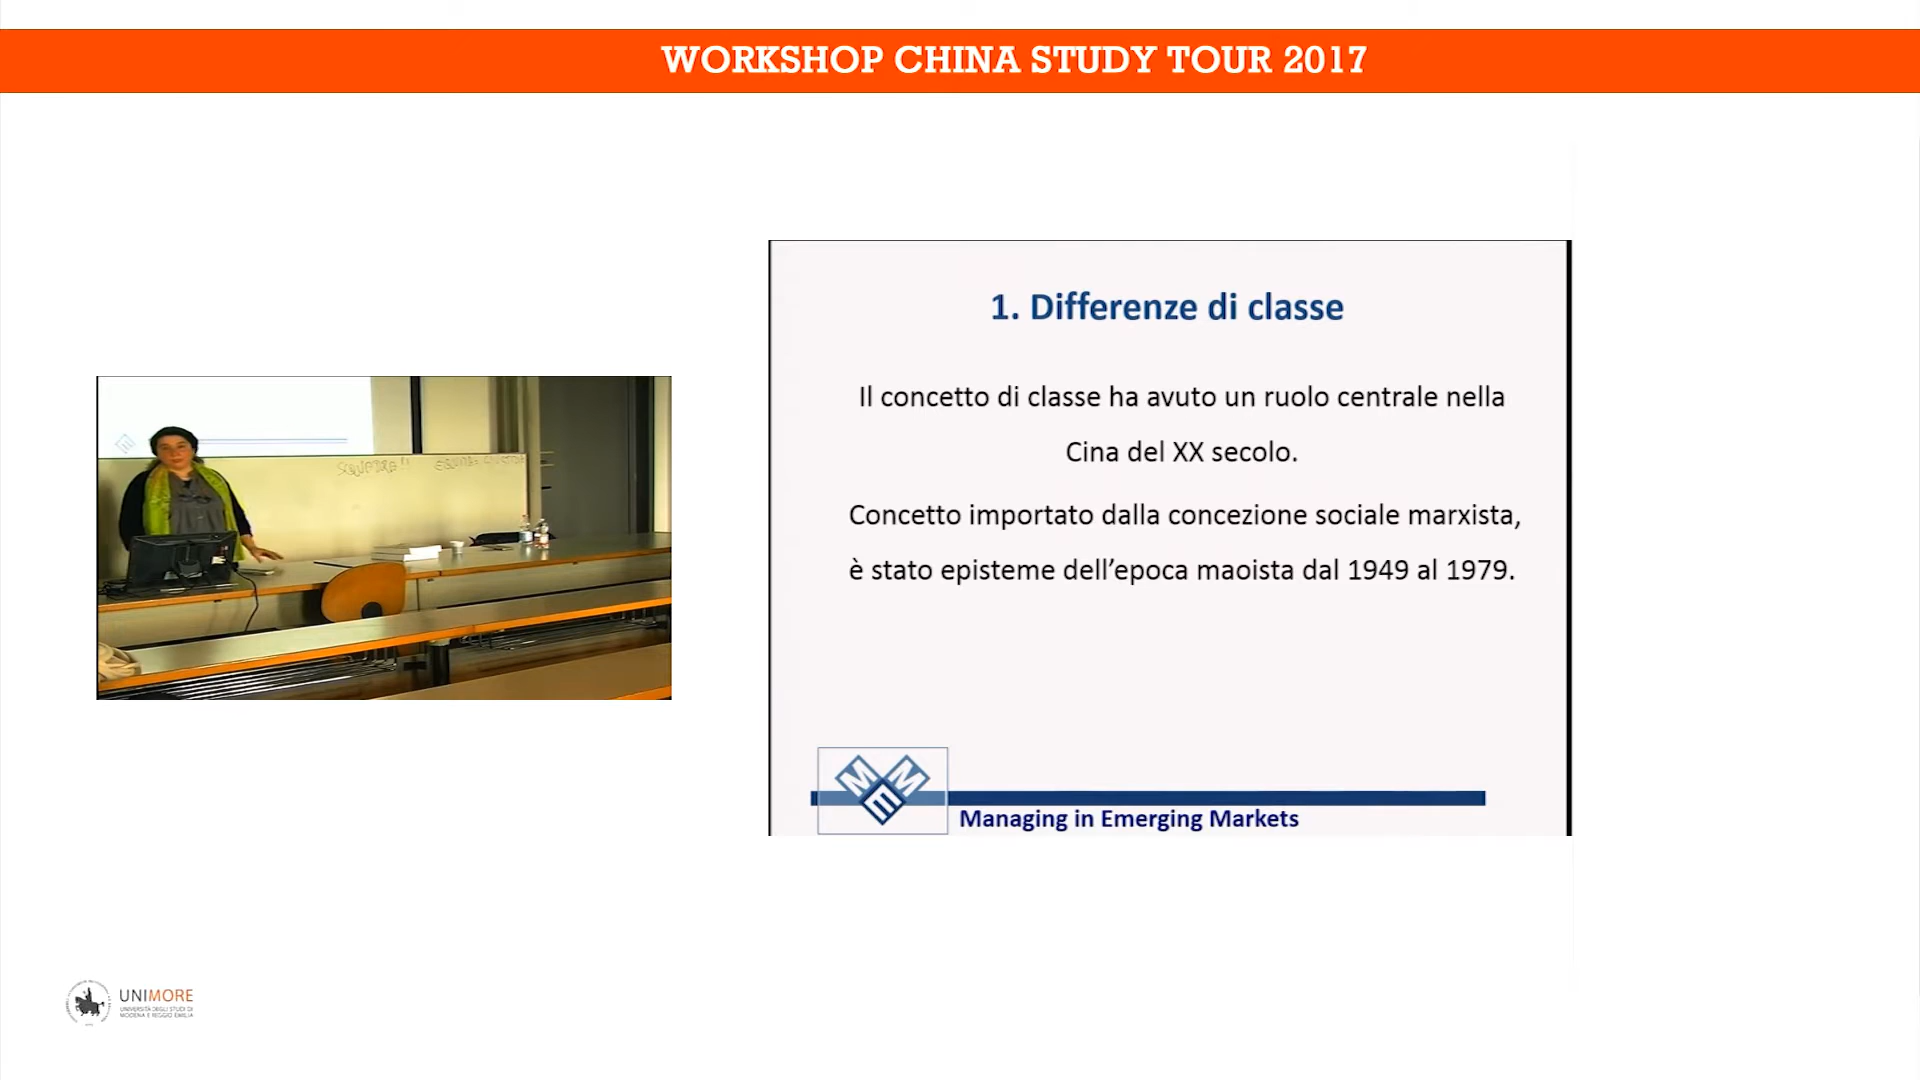 WORKSHOP CHINA STUDY TOUR 2017
1. Differenze di classe
Il concetto di classe ha avuto un ruolo centrale nella
Cina del XX secolo.
Concetto importato dalla concezione sociale marxista,
è stato episteme dell’epoca maoista dal 1949 al 1979.
MEM
Managing in Emerging Markets
UNIMORE
UNIVERSITÀ DEGLI STUDI DI
MODENA E REGGIO EMILIA